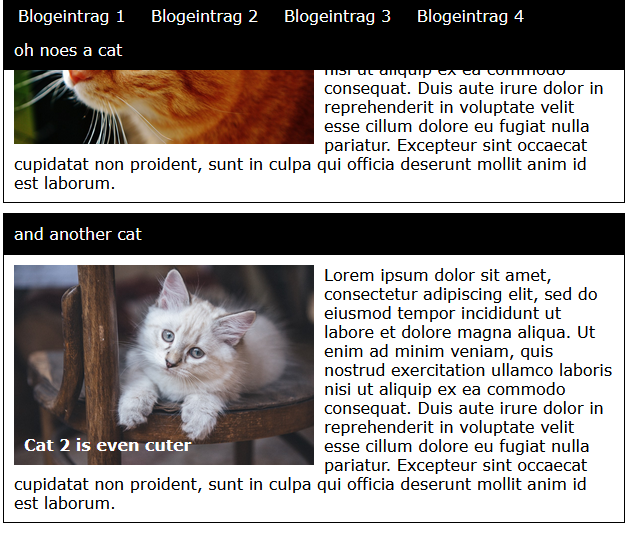 Blogeintrag 1 Blogeintrag 2 Blogeintrag 3 Blogeintrag 4
oh noes a cat
nisi ut aliquip ex ea commodo
consequat. Duis aute irure dolor in
reprehenderit in voluptate velit
esse cillum dolore eu fugiat nulla
pariatur. Excepteur sint occaecat
cupidatat non proident, sunt in culpa qui officia deserunt mollit anim id
est laborum.
and another cat
Lorem ipsum dolor sit amet,
consectetur adipiscing elit, sed do
eiusmod tempor incididunt ut
labore et dolore magna aliqua. Ut
enim ad minim veniam, quis
nostrud exercitation ullamco laboris
nisi ut aliquip ex ea commodo
consequat. Duis aute irure dolor in
reprehenderit in voluptate velit
esse cillum dolore eu fugiat nulla
pariatur. Excepteur sint occaecat
Cat 2 is even cuter
cupidatat non proident, sunt in culpa qui officia deserunt mollit anim id
est laborum.